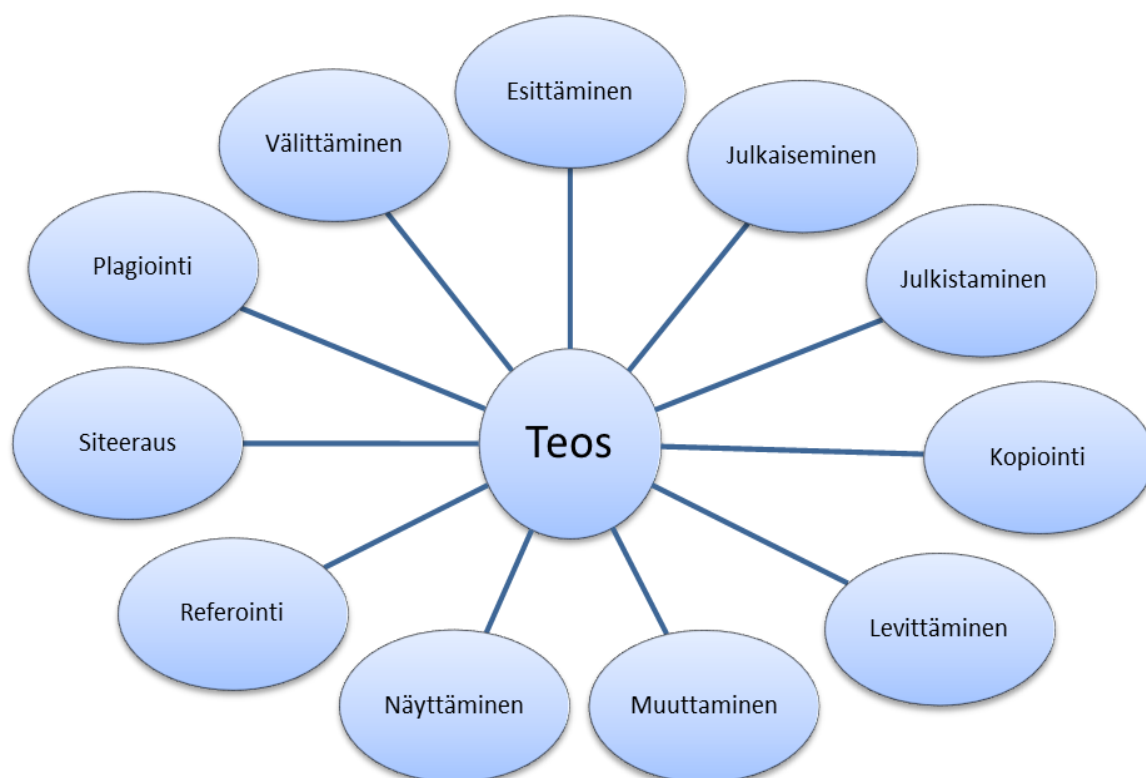 Esittäminen
Julkaiseminen
Julkistaminen
Kopiointi
Levittäminen
Muuttaminen
Näyttäminen
Referointi
Siteeraus
Plagiointi
Välittäminen
Teos